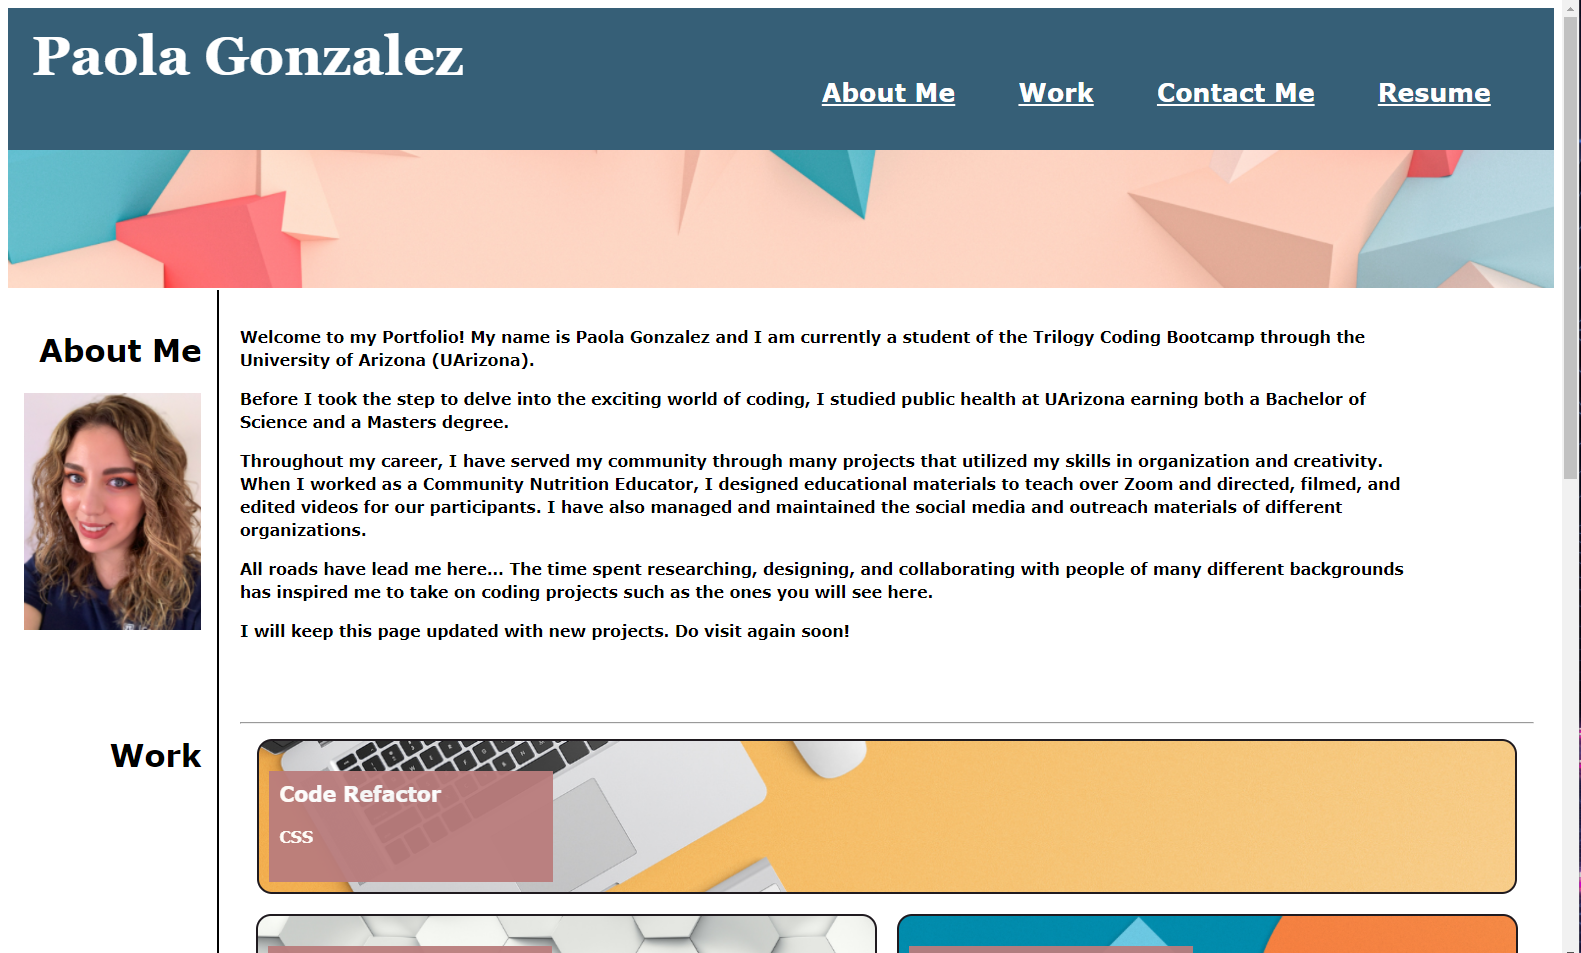 Paola Gonzalez
About Me Work Contact Me Resume
About Me
Welcome to my Portfolio! My name is Paola Gonzalez and I am currently a student of the Trilogy Coding Bootcamp through the
University of Arizona (UArizona).
Before I took the step to delve into the exciting world of coding, I studied public health at UArizona earning both a Bachelor of
Science and a Masters degree.
Throughout my career, I have served my community through many projects that utilized my skills in organization and creativity.
When I worked as a Community Nutrition Educator, I designed educational materials to teach over Zoom and directed, filmed, and
edited videos for our participants. I have also managed and maintained the social media and outreach materials of different
organizations.
All roads have lead me here... The time spent researching, designing, and collaborating with people of many different backgrounds
has inspired me to take on coding projects such as the ones you will see here.
I will keep this page updated with new projects. Do visit again soon!
Work
Code Refactor
CSS